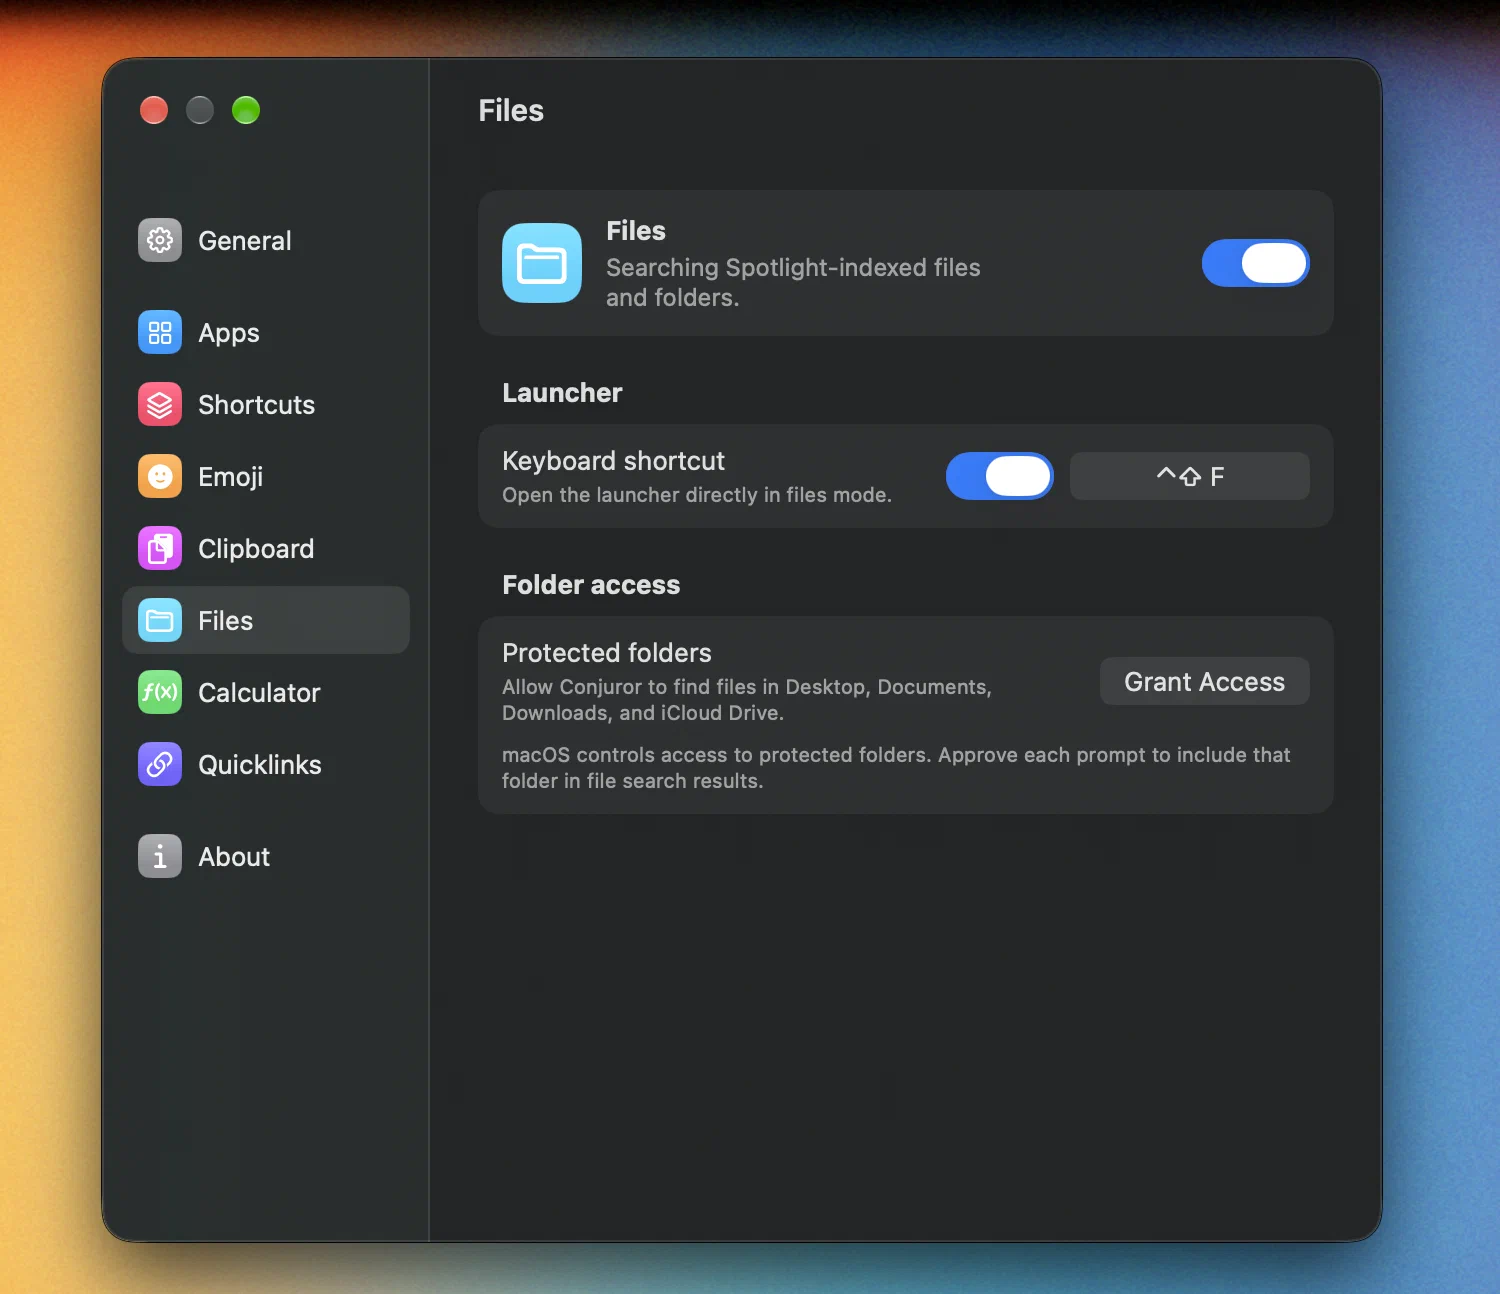 Files
General
Apps
Shortcuts
Emoji
Clipboard
Files
f(x) Calculator
Quicklinks
i About
Files
Searching Spotlight-indexed files
and folders.
Launcher
Keyboard shortcut
Open the launcher directly in files mode.
^⇧ F
Folder access
Protected folders
Allow Conjuror to find files in Desktop, Documents,
Downloads, and iCloud Drive.
Grant Access
macOS controls access to protected folders. Approve each prompt to include that
folder in file search results.